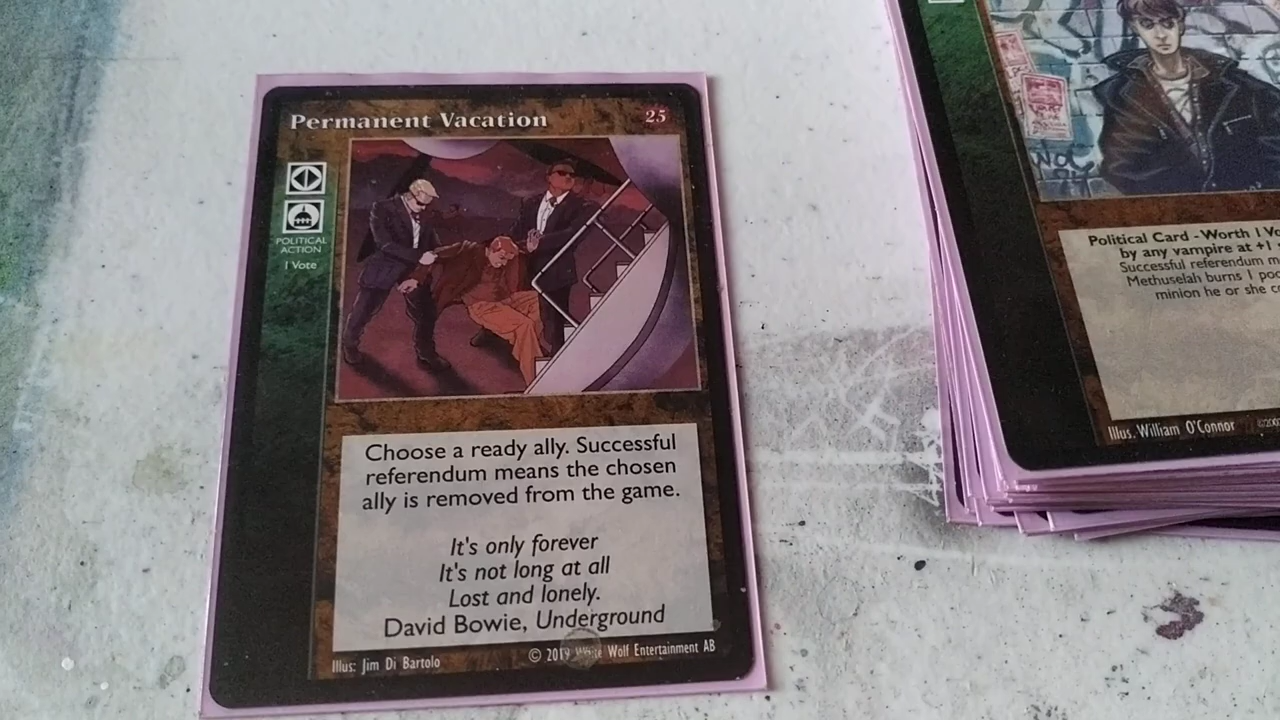 Permanent Vacation
25
POLITICAL
ACTION
1 Vote
Choose a ready ally. Successful
referendum means the chosen
ally is removed from the game.
It's only forever
It's not long at all
Lost and lonely.
David Bowie, Underground
Illus: Jim Di Bartolo
© 2019 White Wolf Entertainment AB
Political Card - Worth 1
by any vampire at +1
Successful referendum
Methuselah burns 1
minion he or she
Illus. William O'Connor